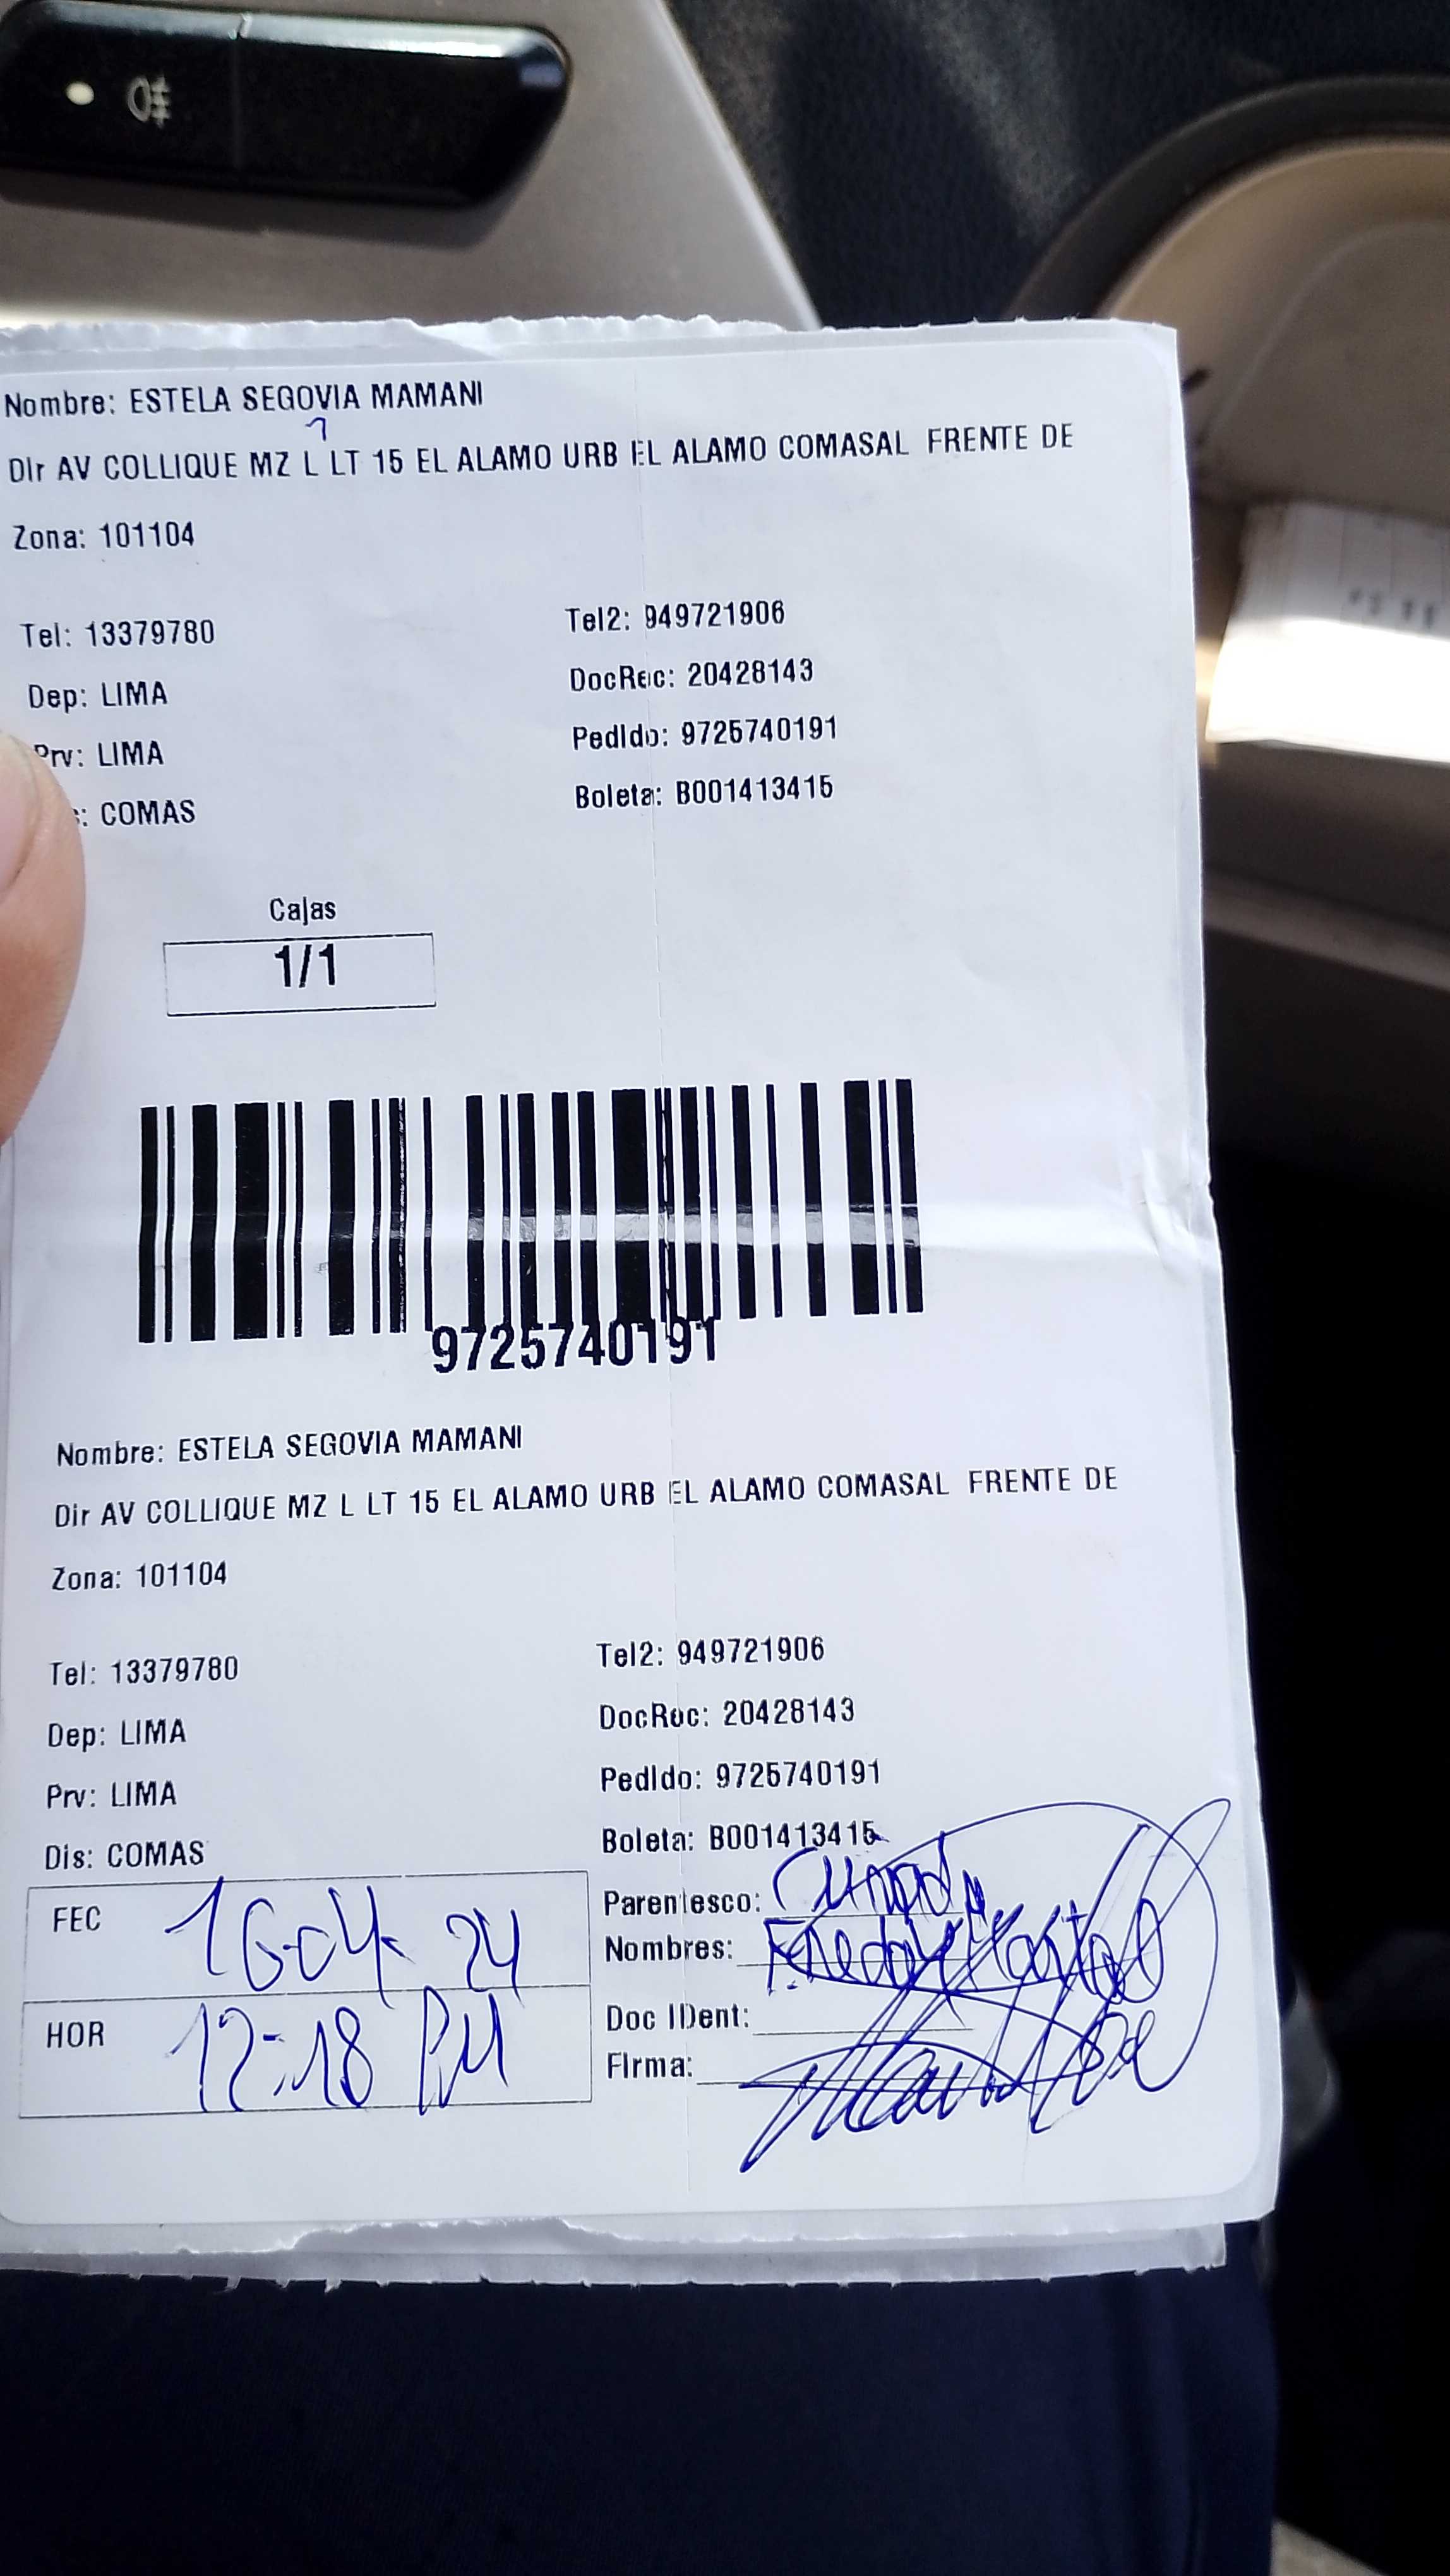 Nombre: ESTELA SEGOVIA MAMANI
Dir AV COLLIQUE MZ L LT 15 EL ALAMO URB EL ALAMO COMASAL FRENTE DE
Zona: 101104
Tel: 13379780 Tel2: 949721906
Dep: LIMA DocRec: 20428143
Prv: LIMA Pedido: 9725740191
: COMAS Boleta: B001413415
Cajas
1/1
9725740191
Nombre: ESTELA SEGOVIA MAMANI
Dir AV COLLIQUE MZ L LT 15 EL ALAMO URB EL ALAMO COMASAL FRENTE DE
Zona: 101104
Tel: 13379780 Tel2: 949721906
Dep: LIMA DocRec: 20428143
Prv: LIMA Pedido: 9725740191
Dis: COMAS Boleta: B001413415
FEC 16-04-24 Parentesco:
Nombres:
HOR 12:18 PM Doc IDent:
Firma: